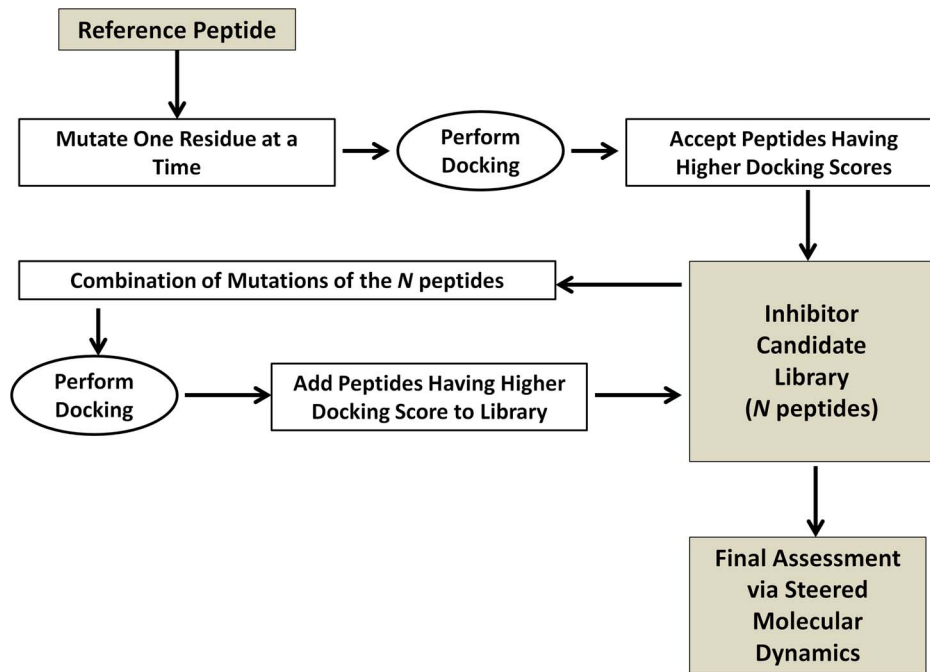 Reference Peptide
Mutate One Residue at a
Time
Perform
Docking
Accept Peptides Having
Higher Docking Scores
Combination of Mutations of the N peptides
Inhibitor
Candidate
Library
(N peptides)
Perform
Docking
Add Peptides Having Higher
Docking Score to Library
Final Assessment
via Steered
Molecular
Dynamics